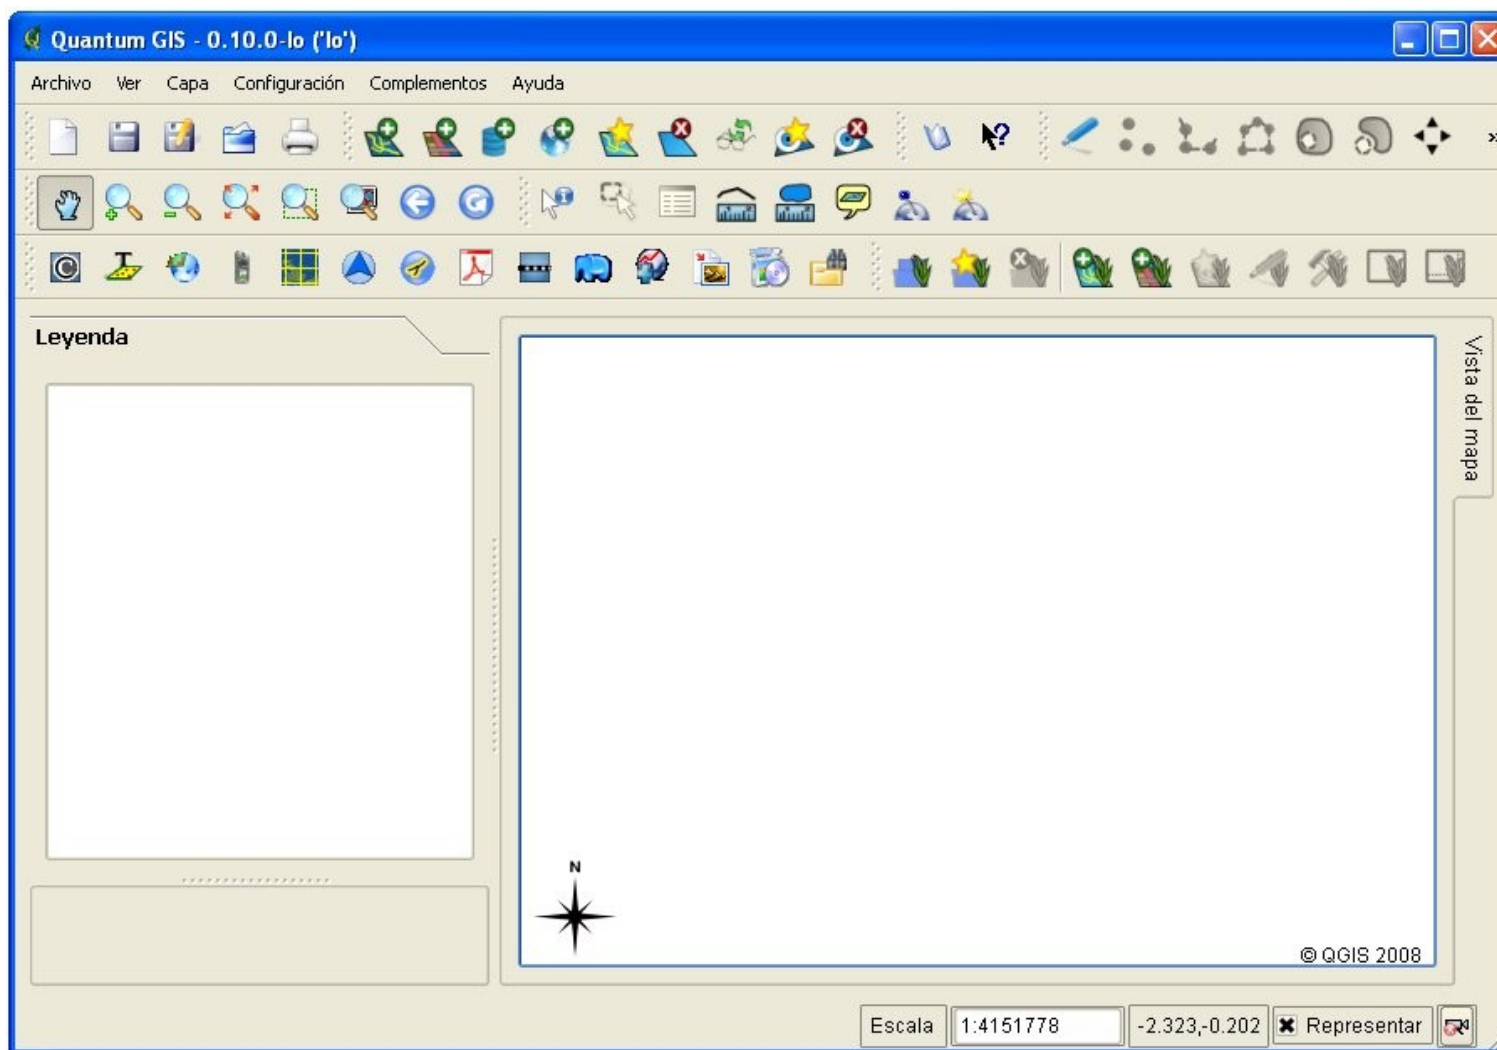 Quantum GIS - 0.10.0-Io ('Io')
Archivo Ver Capa Configuración Complementos Ayuda
Leyenda
Vista del mapa
N
© QGIS 2008
Escala 1:4151778 -2.323,-0.202 Representar